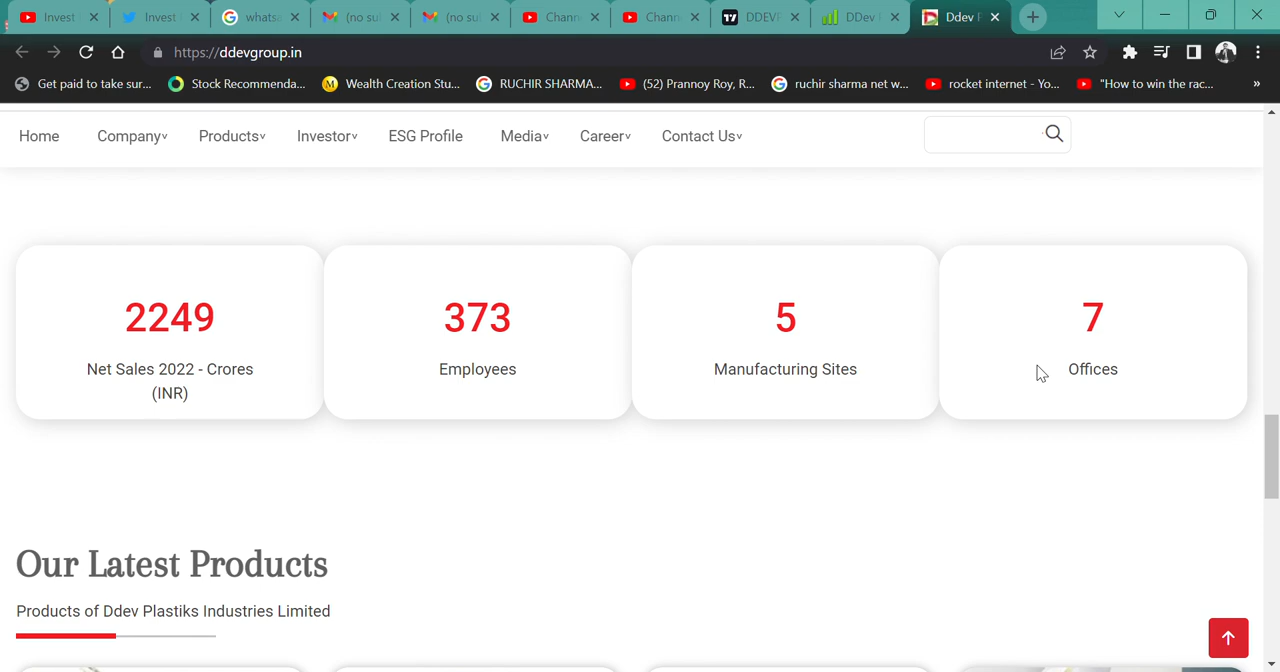 Invest
Invest
whats
(no su
(no su
Chann
Chann
DDEVF
DDev
Ddev P
https://ddevgroup.in
Get paid to take sur...
Stock Recommenda...
Wealth Creation Stu...
RUCHIR SHARMA...
(52) Prannoy Roy, R...
ruchir sharma net w...
rocket internet - Yo...
"How to win the rac...
»
Home
Company
Products
Investor
ESG Profile
Media
Career
Contact Us
2249
Net Sales 2022 - Crores
(INR)
373
Employees
5
Manufacturing Sites
7
Offices
Our Latest Products
Products of Ddev Plastiks Industries Limited